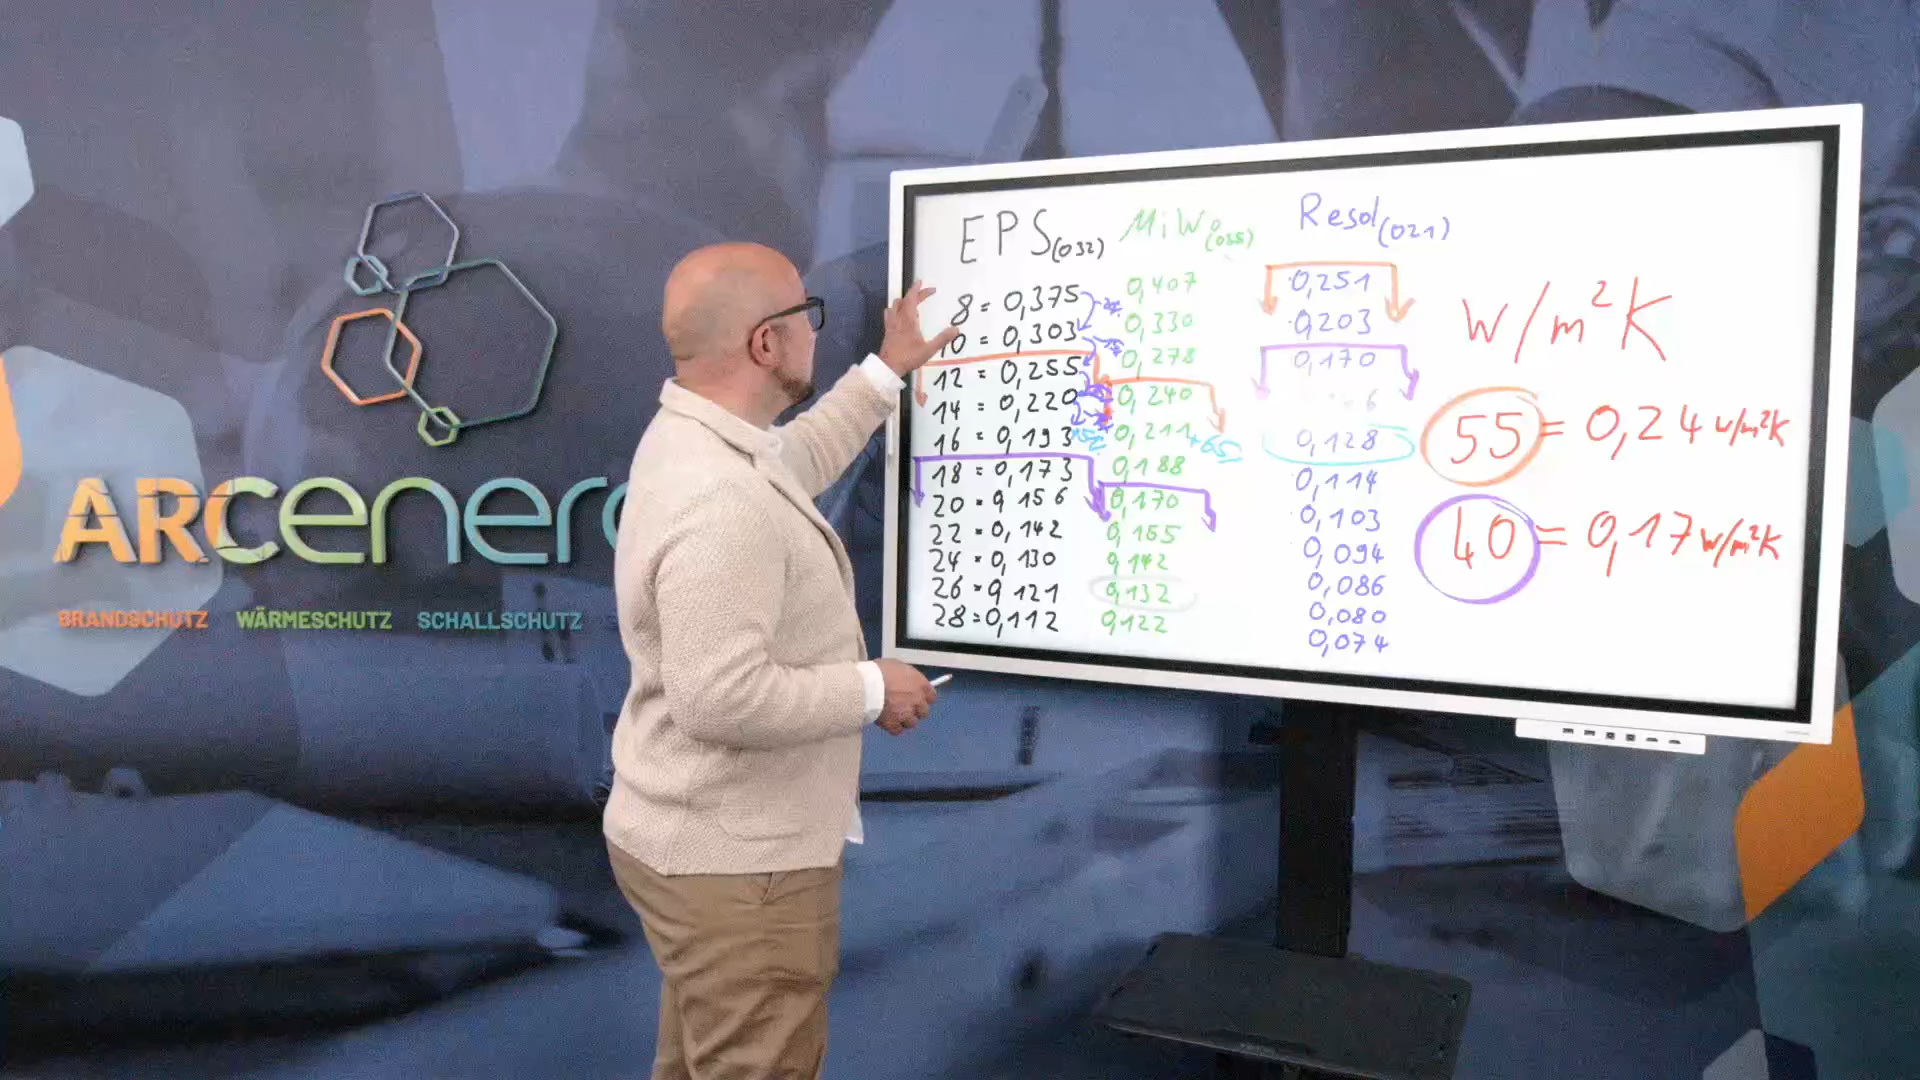 ARCener
BRANDSCHUTZ WÄRMESCHUTZ SCHALLSCHUTZ
EPS(032) MiWo(035) Resol(021)
8 = 0,375 0,407 0,251
10 = 0,303 0,330 0,203
12 = 0,255 0,278 0,170
14 = 0,220 0,240
16 = 0,193 0,211 +65% 0,128
18 = 0,173 0,188 0,114
20 = 0,156 0,170 0,103
22 = 0,142 0,155 0,094
24 = 0,130 0,142 0,086
26 = 0,121 0,132 0,080
28 = 0,112 0,122 0,074
W/m²K
55 = 0,24 W/m²K
40 = 0,17 W/m²K